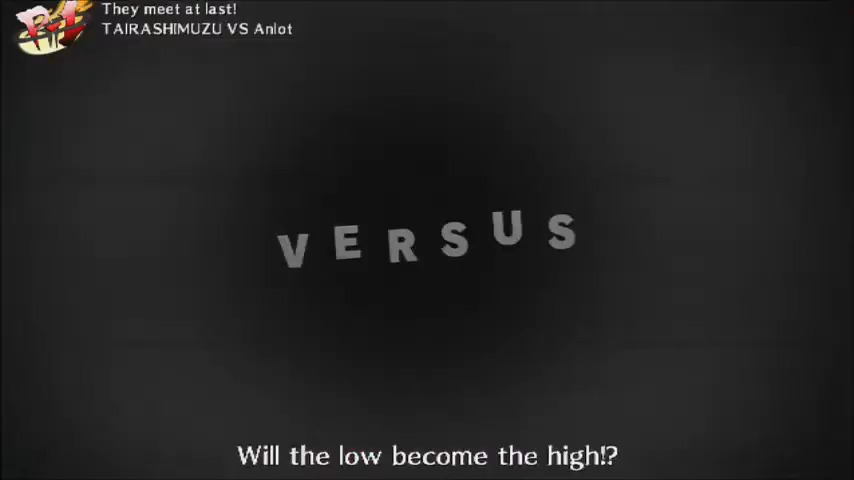 They meet at last!
TAIRASHIMUZU VS Anlot
VERSUS
Will the low become the high!?